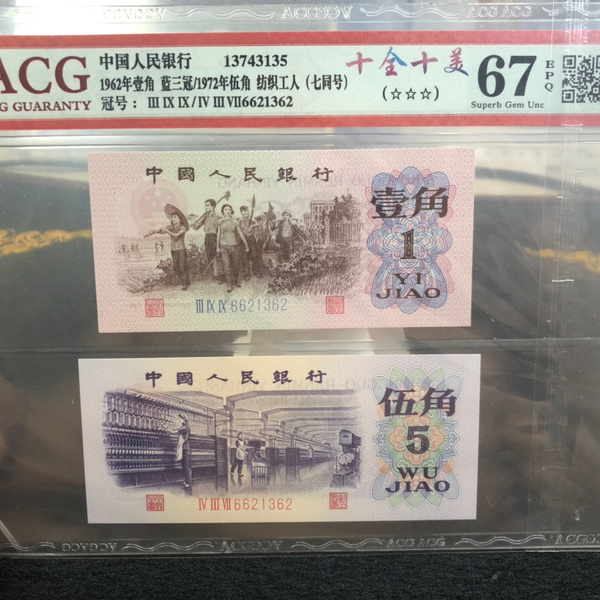 ACG
NG GUARANTY
中国人民银行 13743135
1962年壹角 蓝三冠/1972年伍角 纺织工人（七同号）
冠号： III IX IX / IV III VII6621362
十全十美
（☆☆☆）
67 EPQ
Superb Gem Unc
中國人民銀行
壹角
1
YI
JIAO
III IX IX 6621362
中國人民銀行
伍角
5
WU
JIAO
IV III VII 6621362